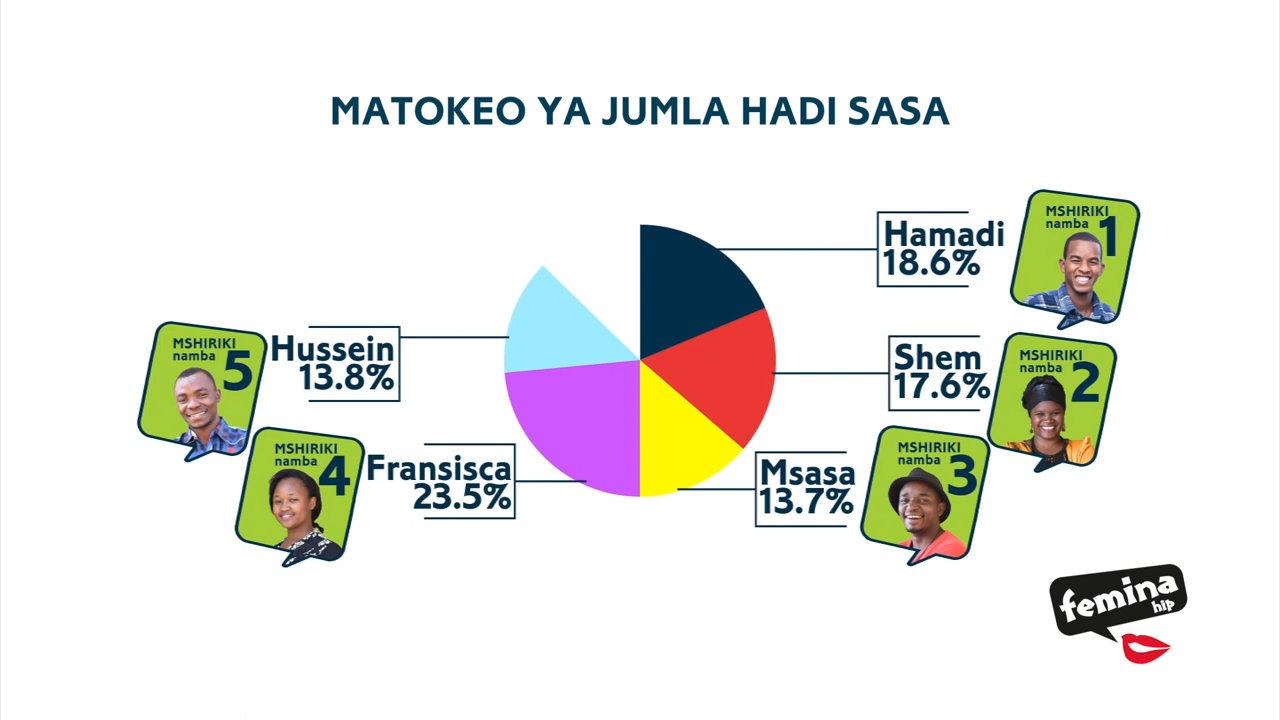 MATOKEO YA JUMLA HADI SASA
Hamadi
18.6%
MSHIRIKI
namba 1
Shem
17.6%
MSHIRIKI
namba 2
Msasa
13.7%
MSHIRIKI
namba 3
MSHIRIKI
namba 4
Fransisca
23.5%
MSHIRIKI
namba 5
Hussein
13.8%
femina
hip